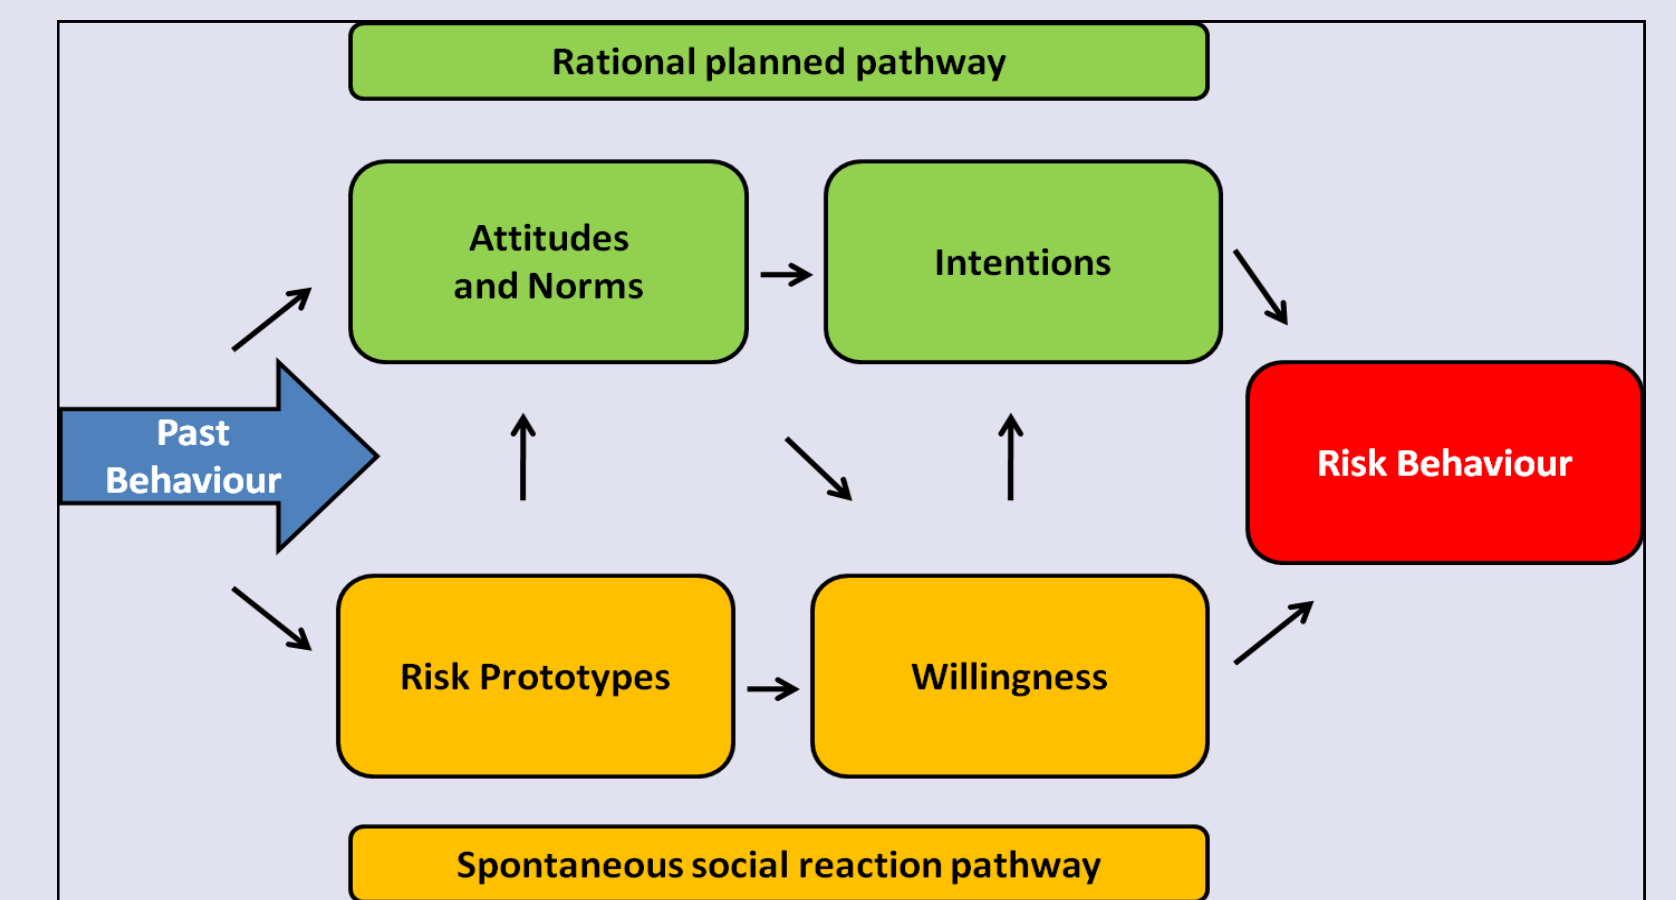 Rational planned pathway
Attitudes
and Norms
Intentions
Past
Behaviour
Risk Behaviour
Risk Prototypes
Willingness
Spontaneous social reaction pathway